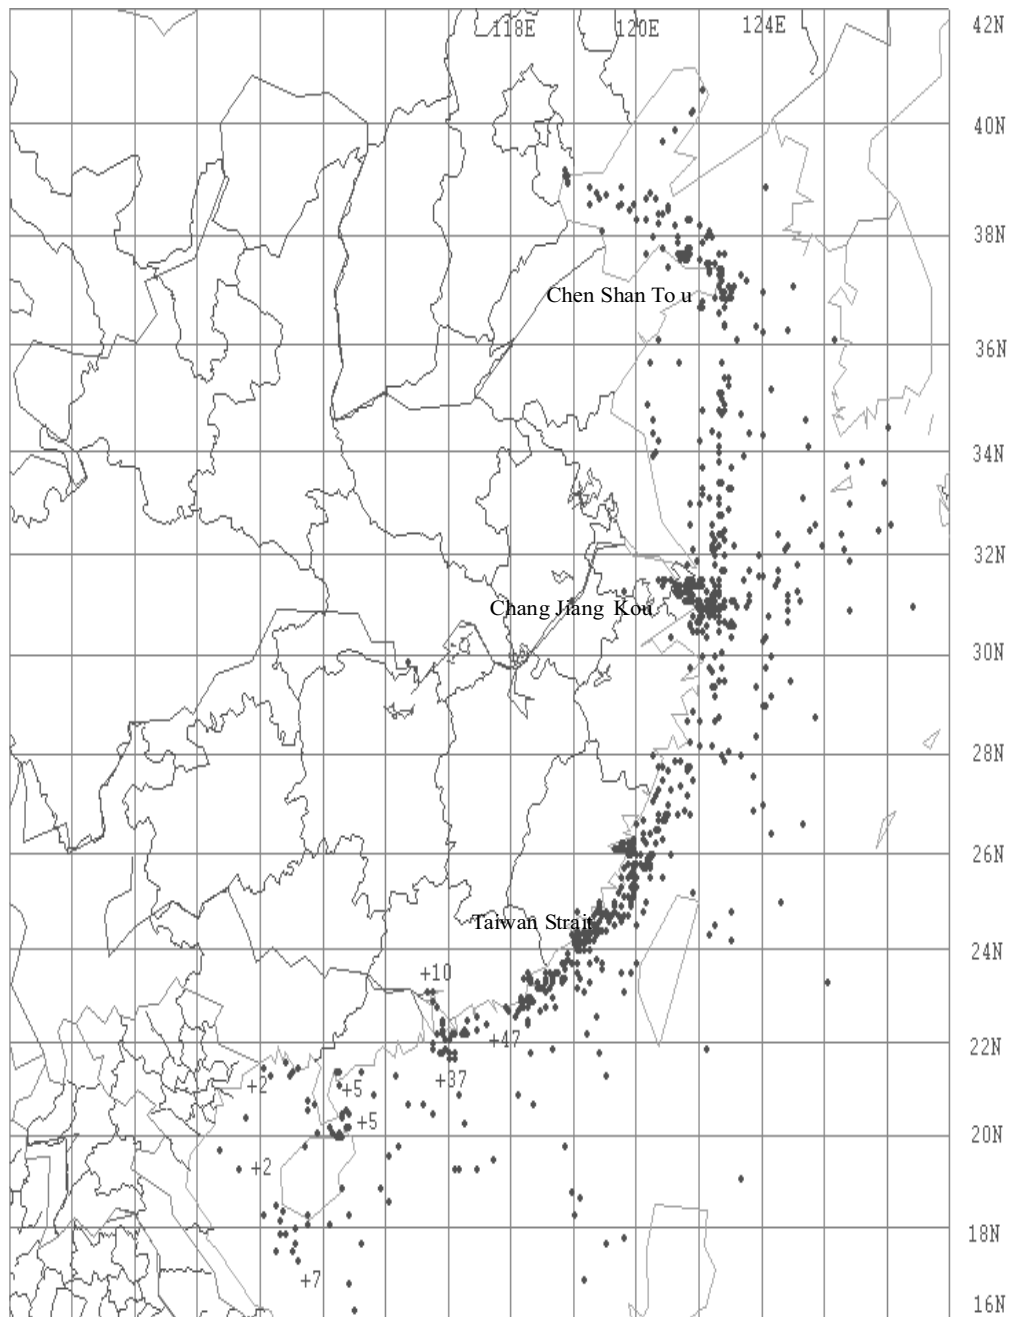 118E 120E 124E 42N
40N
38N
Chen Shan To u
36N
34N
32N
Chang Jiang Kou
30N
28N
26N
Taiwan Strait
24N
+10
+47 22N
+2 +5 +37
+5
20N
+2
18N
+7
16N